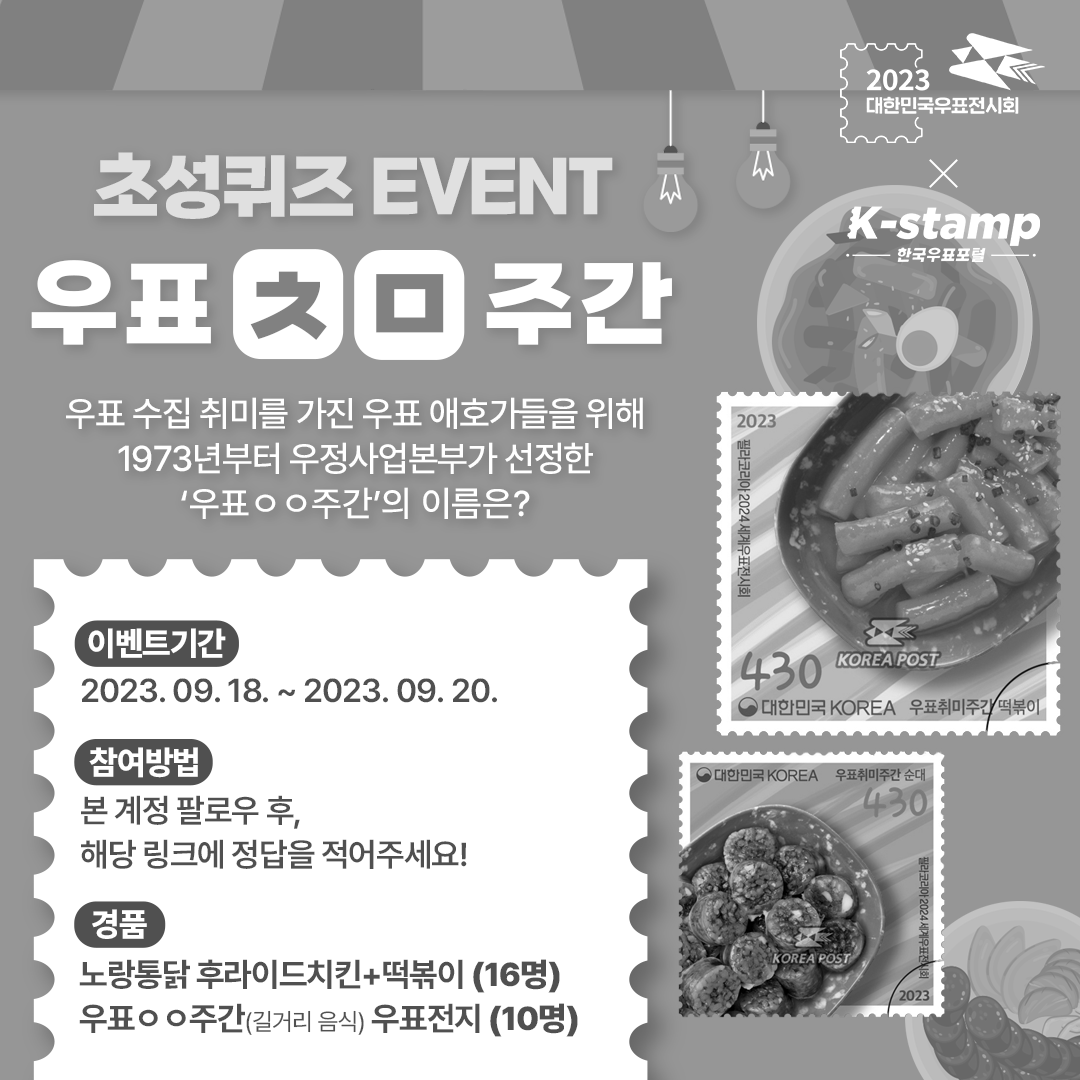 2023
대한민국우표전시회
K-stamp
한국우표포털
초성퀴즈 EVENT
우표 ㅊㅁ 주간
우표 수집 취미를 가진 우표 애호가들을 위해
1973년부터 우정사업본부가 선정한
‘우표ㅇㅇ주간’의 이름은?
이벤트기간
2023. 09. 18. ~ 2023. 09. 20.
참여방법
본 계정 팔로우 후,
해당 링크에 정답을 적어주세요!
경품
노랑통닭 후라이드치킨+떡볶이 (16명)
우표ㅇㅇ주간(길거리 음식) 우표전지 (10명)
2023
필라코리아 2024 세계우표전시회
KOREA POST
430
대한민국 KOREA 우표취미주간 떡볶이
대한민국 KOREA 우표취미주간 순대
430
필라코리아 2024 세계우표전시회
KOREA POST
2023